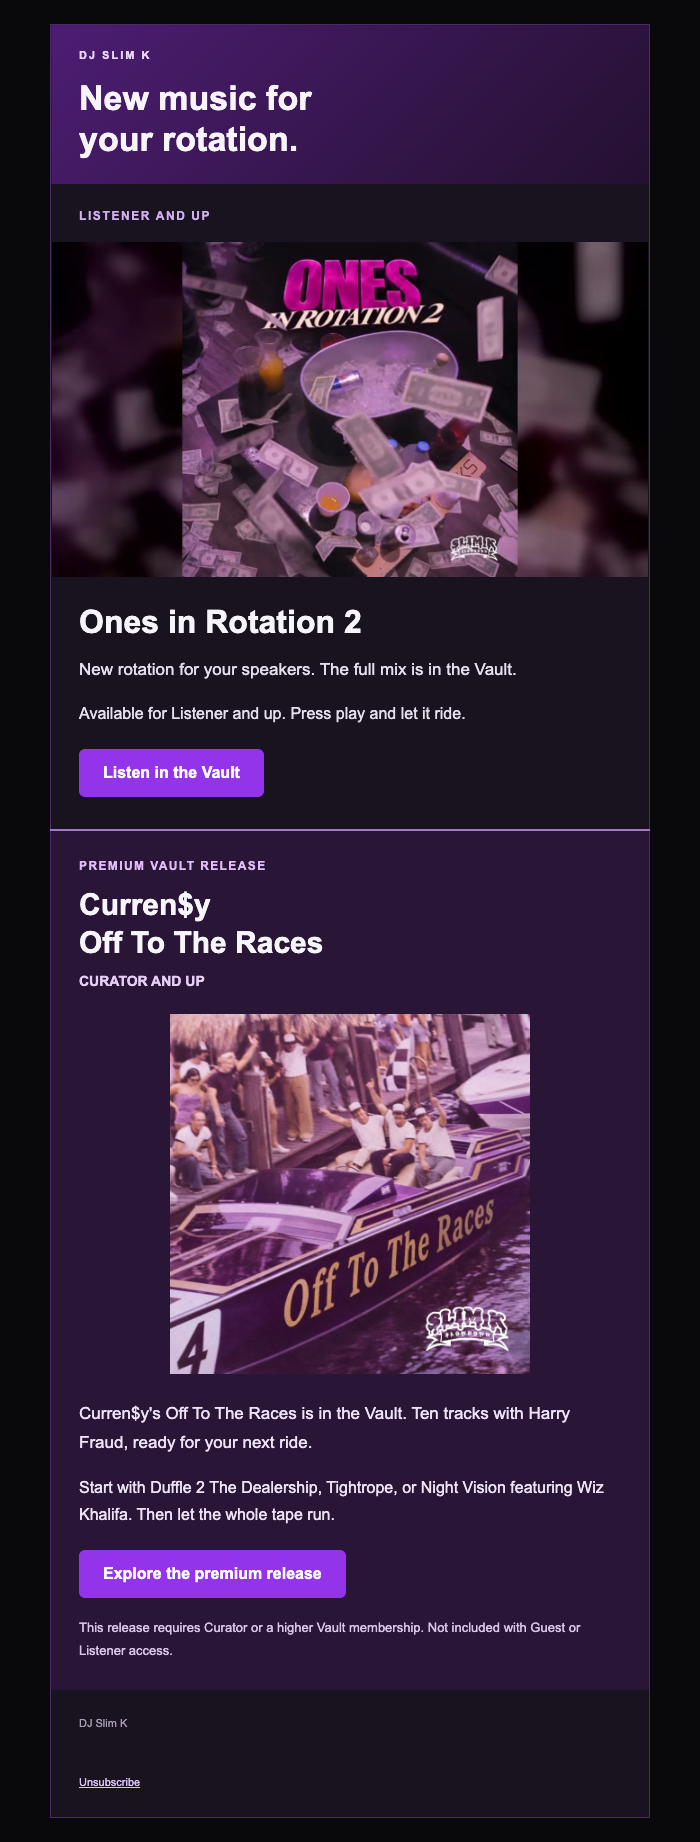 DJ SLIM K
New music for
your rotation.
LISTENER AND UP
ONES
IN ROTATION 2
SLIM K
Ones in Rotation 2
New rotation for your speakers. The full mix is in the Vault.
Available for Listener and up. Press play and let it ride.
Listen in the Vault
PREMIUM VAULT RELEASE
Curren$y
Off To The Races
CURATOR AND UP
Off To The Races
4
SLIM K
SLOWDOWN
Curren$y's Off To The Races is in the Vault. Ten tracks with Harry
Fraud, ready for your next ride.
Start with Duffle 2 The Dealership, Tightrope, or Night Vision featuring Wiz
Khalifa. Then let the whole tape run.
Explore the premium release
This release requires Curator or a higher Vault membership. Not included with Guest or
Listener access.
DJ Slim K
Unsubscribe